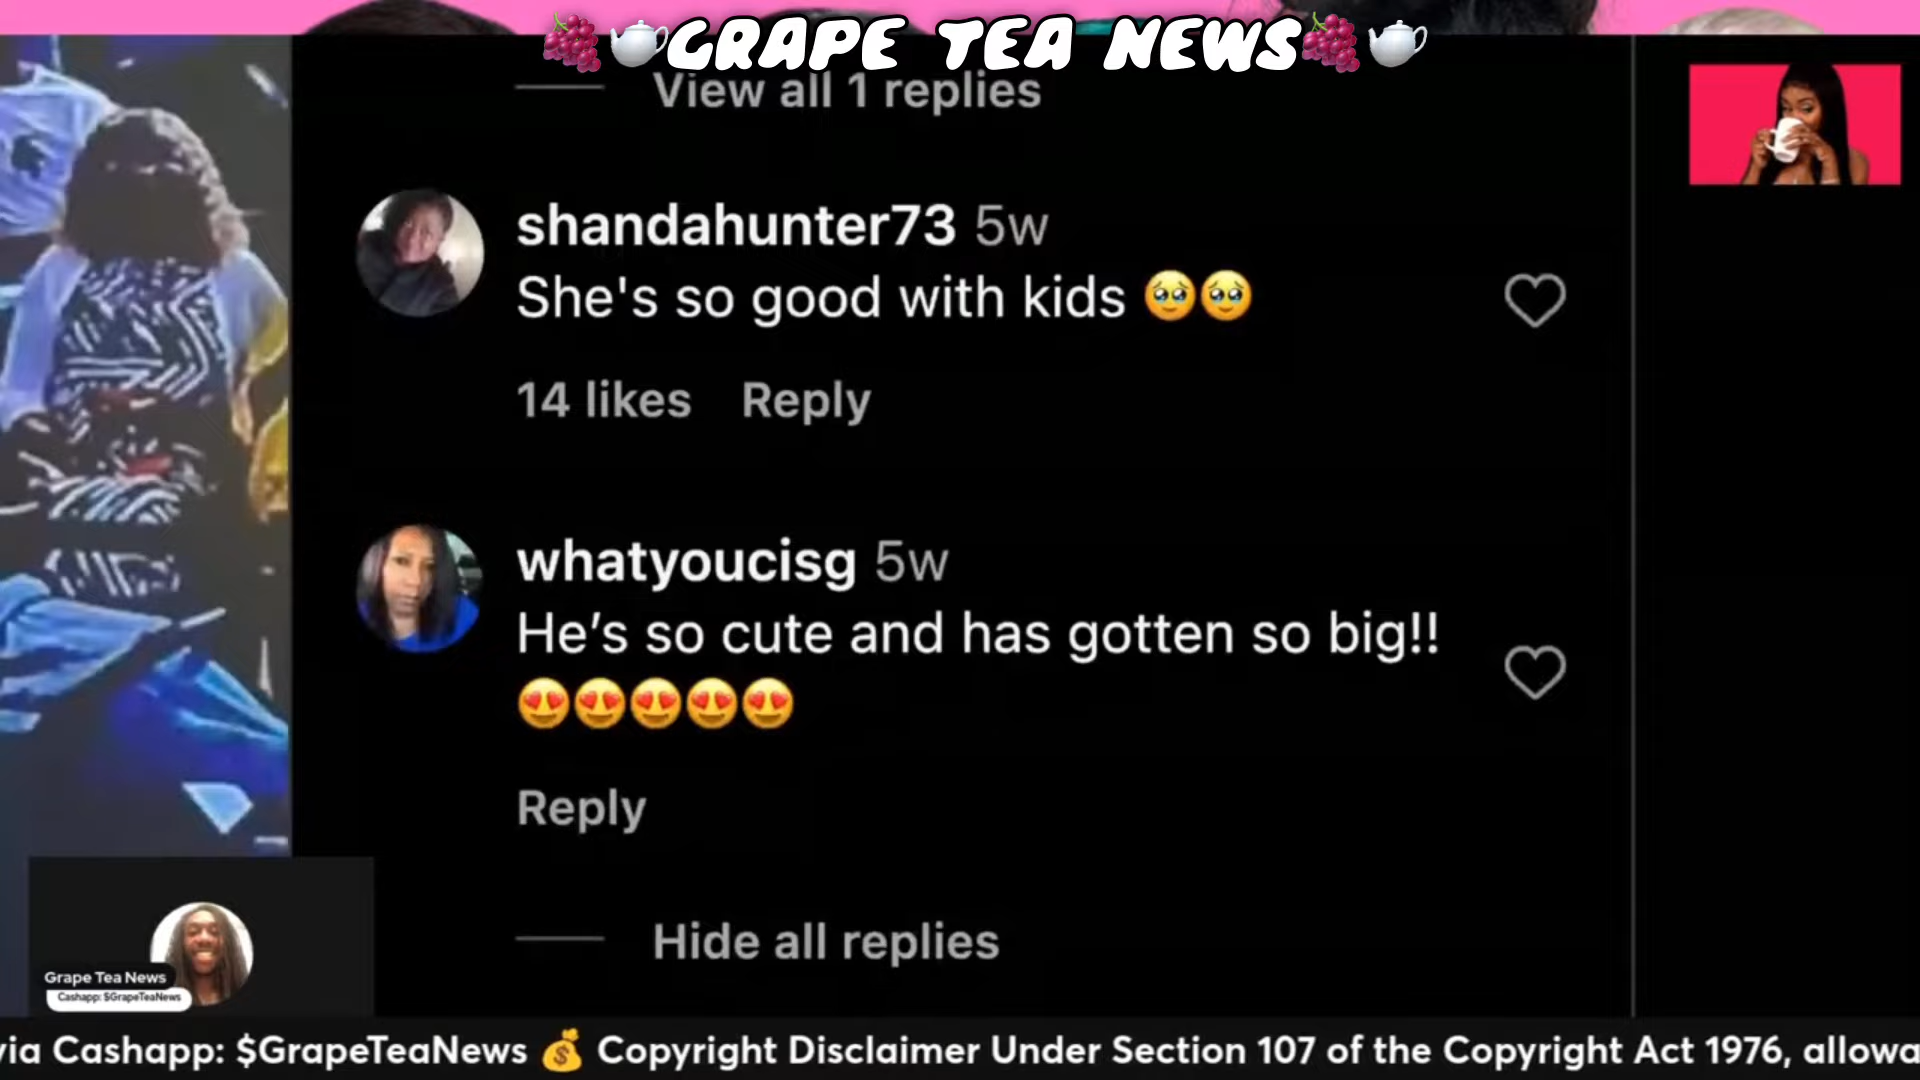 🍇🫖GRAPE TEA NEWS🍇🫖
View all 1 replies
shandahunter73 5w
She's so good with kids 🥹🥹
14 likes Reply
whatyoucisg 5w
He’s so cute and has gotten so big!!
😍😍😍😍😍
Reply
Hide all replies
Grape Tea News
Cashapp: $GrapeTeaNews
via Cashapp: $GrapeTeaNews 💰 Copyright Disclaimer Under Section 107 of the Copyright Act 1976, allowa